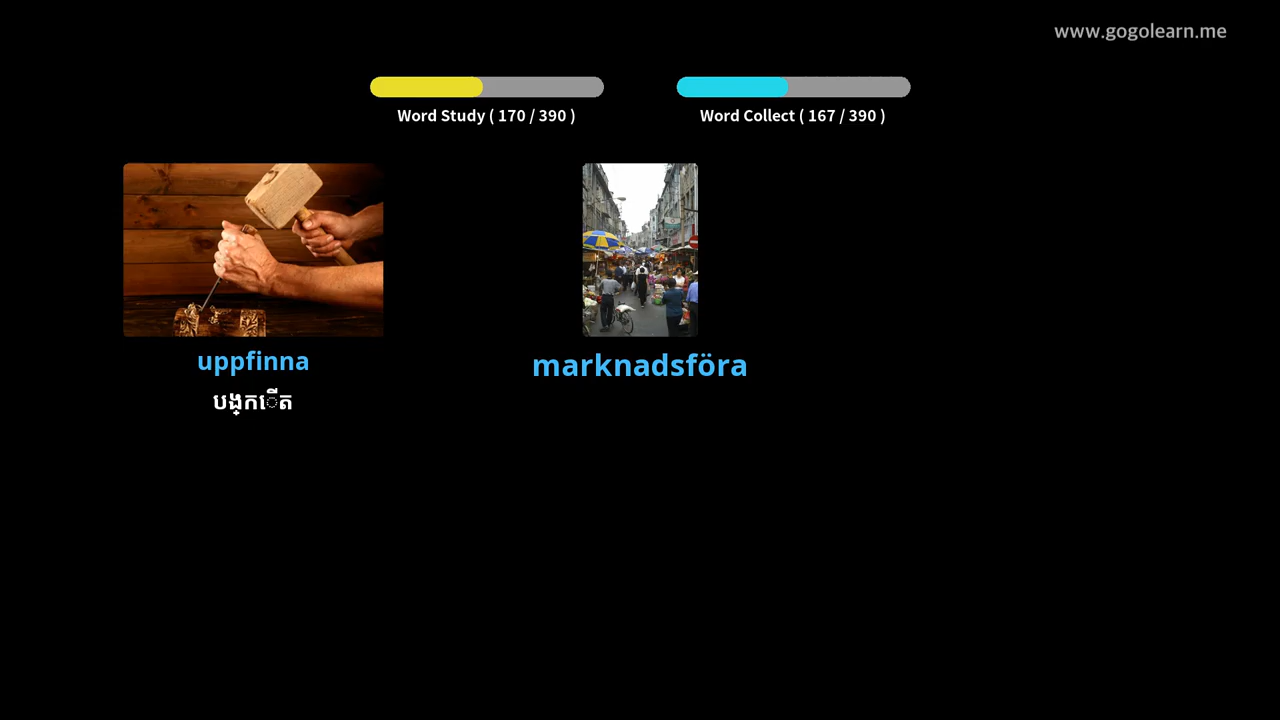 www.gogolearn.me
Word Study ( 170 / 390 )
Word Collect ( 167 / 390 )
uppfinna
marknadsföra
បង្កើត